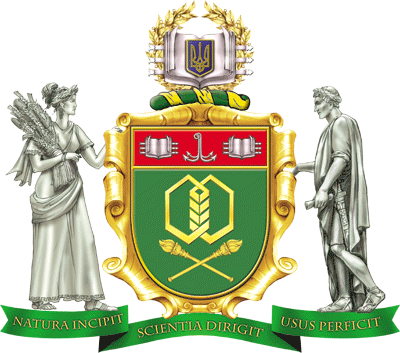 NATURA INCIPIT
SCIENTIA DIRIGIT
USUS PERFICIT